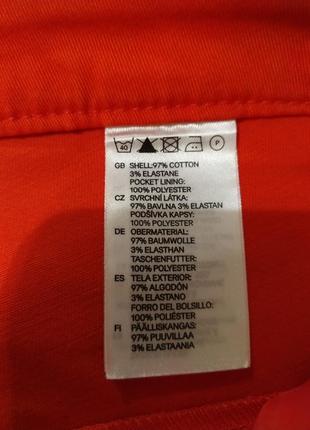 40 P
GB SHELL:97% COTTON
3% ELASTANE
POCKET LINING:
100% POLYESTER
CZ SVRCHNÍ LÁTKA:
97% BAVLNA 3% ELASTAN
PODŠÍVKA KAPSY:
100% POLYESTER
DE OBERMATERIAL:
97% BAUMWOLLE
3% ELASTHAN
TASCHENFUTTER:
100% POLYESTER
ES TELA EXTERIOR:
97% ALGODÓN
3% ELASTANO
FORRO DEL BOLSILLO:
100% POLIÉSTER
FI PÄÄLLISKANGAS:
97% PUUVILLAA
3% ELASTAANIA